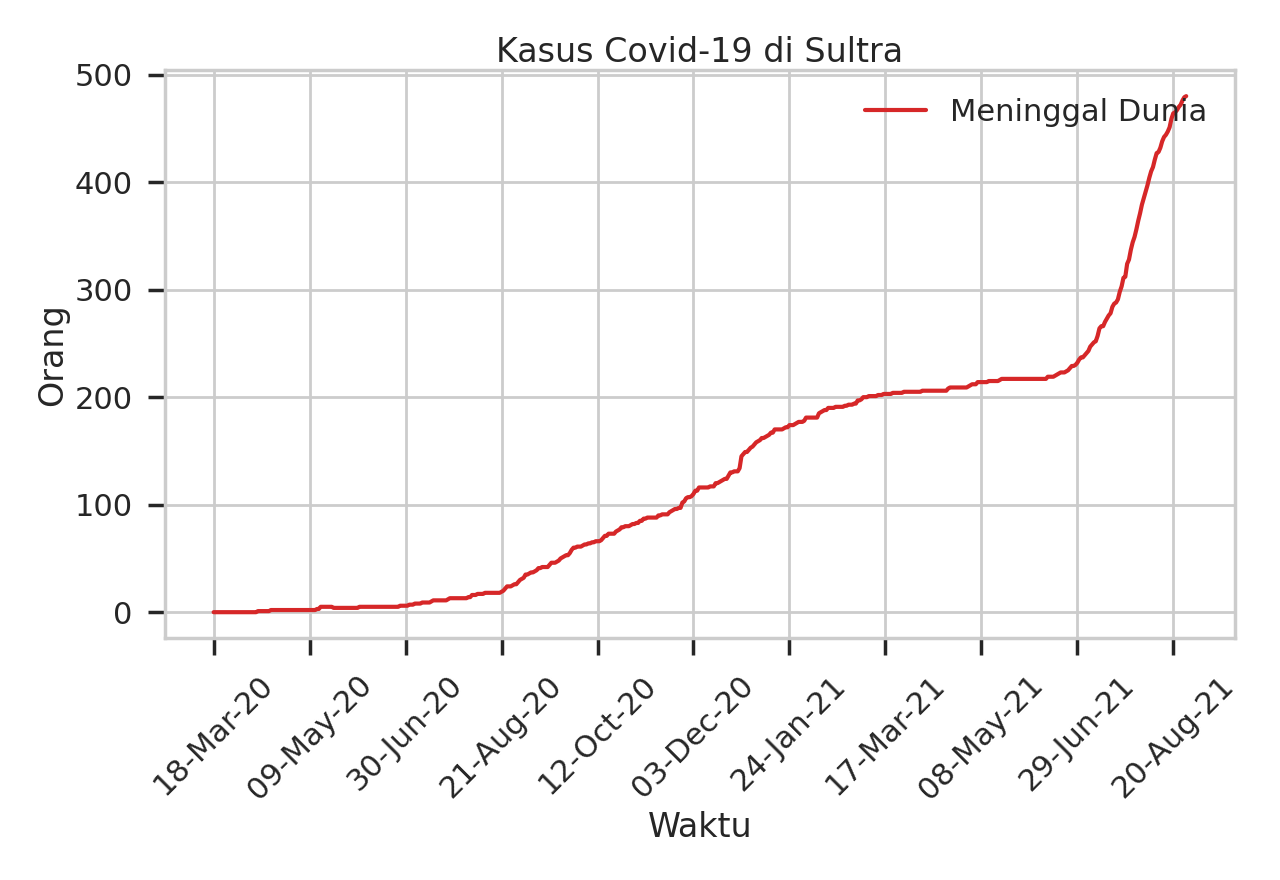 Kasus Covid-19 di Sultra
Meninggal Dunia
Orang
500
400
300
200
100
0
18-Mar-20
09-May-20
30-Jun-20
21-Aug-20
12-Oct-20
03-Dec-20
24-Jan-21
17-Mar-21
08-May-21
29-Jun-21
20-Aug-21
Waktu